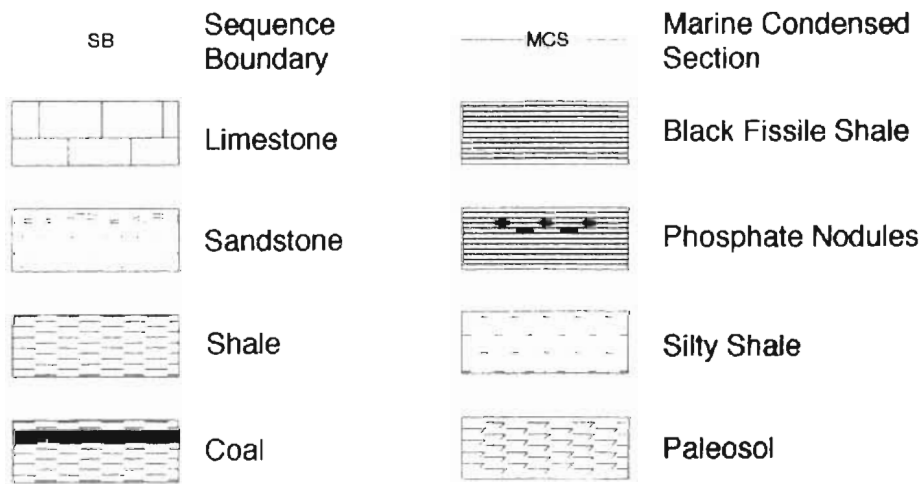 SB
Sequence
Boundary
Limestone
Sandstone
Shale
Coal
MCS
Marine Condensed
Section
Black Fissile Shale
Phosphate Nodules
Silty Shale
Paleosol